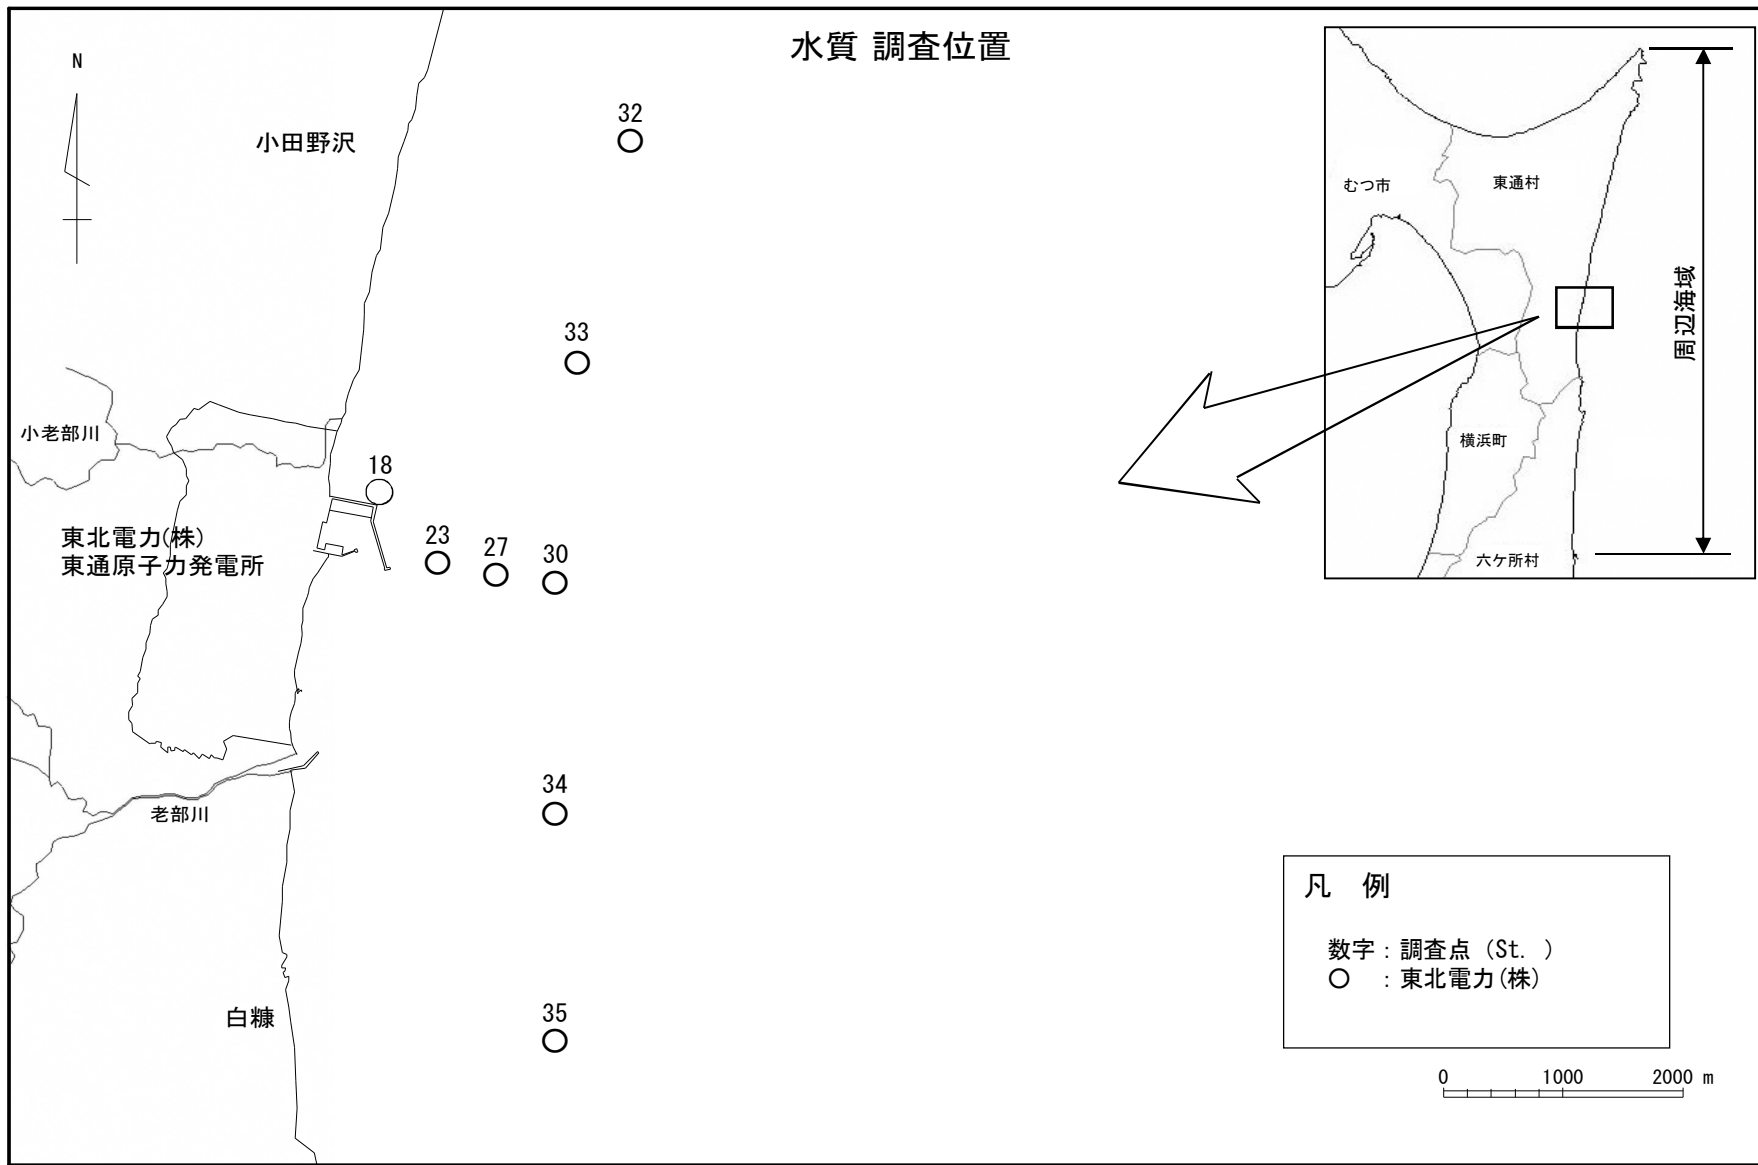 水質 調査位置
N
小田野沢
32
33
小老部川
18
東北電力(株)
東通原子力発電所
23
27
30
34
老部川
35
白糠
むつ市
東通村
周辺海域
横浜町
六ケ所村
凡 例
数字：調査点（St. ）
○ ：東北電力(株)
0 1000 2000 m